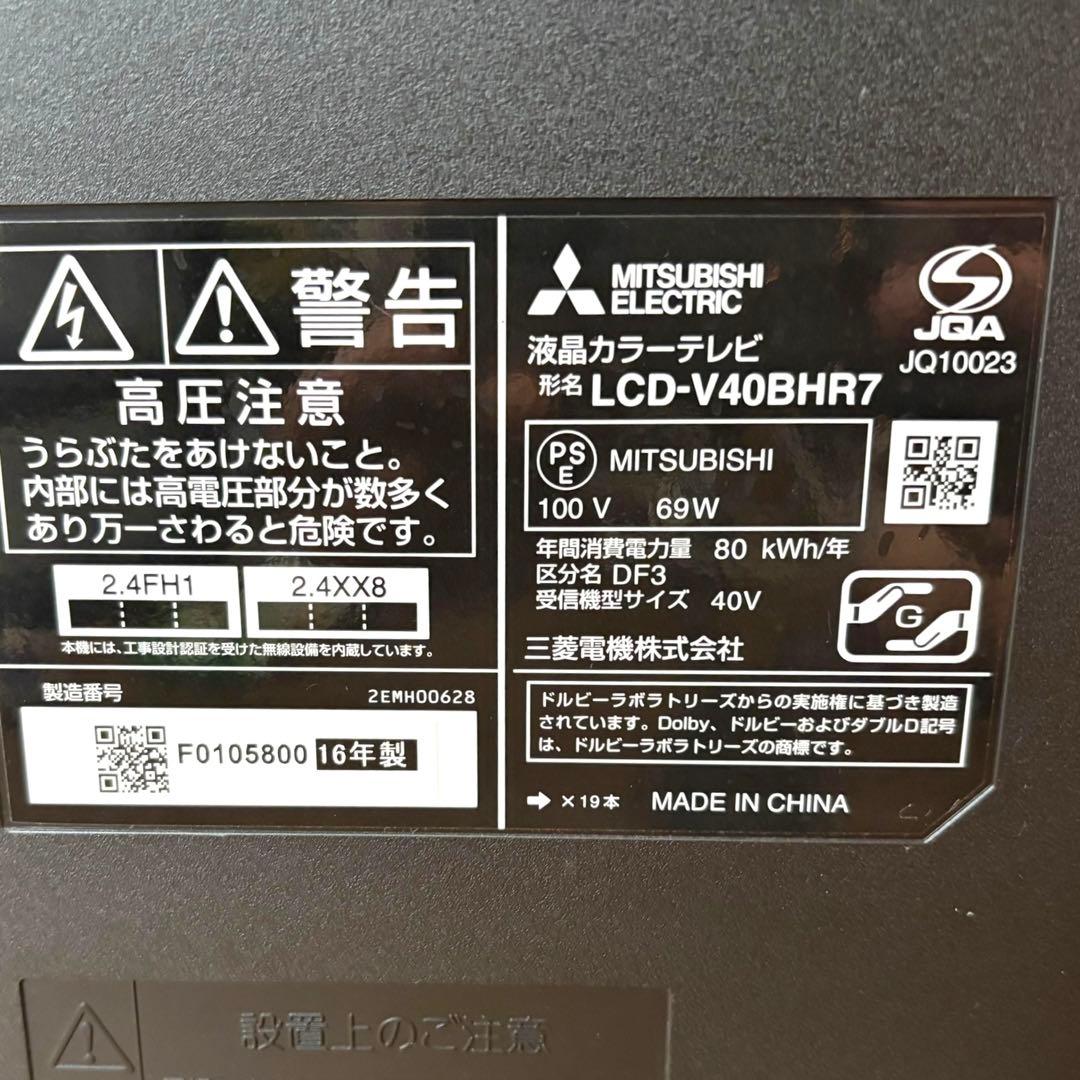 警告
高圧注意
うらぶたをあけないこと。
内部には高電圧部分が数多く
あり万一さわると危険です。
2.4FH1
2.4XX8
本機には、工事設計認証を受けた無線設備を内蔵しています。
製造番号
2EMH00628
F0105800 16年製
MITSUBISHI
ELECTRIC
JQA
JQ10023
液晶カラーテレビ
形名 LCD-V40BHR7
PS
E
MITSUBISHI
100 V 69W
年間消費電力量 80 kWh/年
区分名 DF3
受信機型サイズ 40V
G
三菱電機株式会社
ドルビーラボラトリーズからの実施権に基づき製造
されています。Dolby、ドルビーおよびダブルD記号
は、ドルビーラボラトリーズの商標です。
➡ ×19本 MADE IN CHINA
設置上のご注意